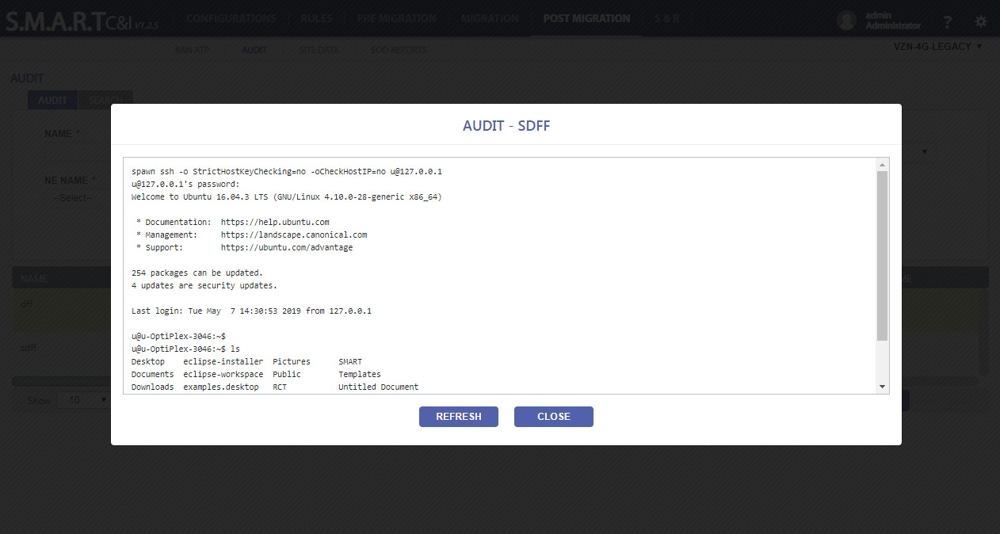 S.M.A.R.T C&I V1.2.5
CONFIGURATIONS RULES PRE MIGRATION MIGRATION POST MIGRATION S & R
admin
Administrator
?
RAN ATP AUDIT SITE DATA EOD REPORTS
VZN-4G-LEGACY
AUDIT
AUDIT SEARCH
NAME *
NE NAME *
--Select--
AUDIT - SDFF
spawn ssh -o StrictHostKeyChecking=no -oCheckHostIP=no u@127.0.0.1
u@127.0.0.1's password:
Welcome to Ubuntu 16.04.3 LTS (GNU/Linux 4.10.0-28-generic x86_64)
* Documentation: https://help.ubuntu.com
* Management: https://landscape.canonical.com
* Support: https://ubuntu.com/advantage
254 packages can be updated.
4 updates are security updates.
Last login: Tue May 7 14:30:53 2019 from 127.0.0.1
u@u-OptiPlex-3046:~$
u@u-OptiPlex-3046:~$ ls
Desktop eclipse-installer Pictures SMART
Documents eclipse-workspace Public Templates
Downloads examples.desktop RCT Untitled Document
REFRESH CLOSE
NAME
dff
sdff
Show 10